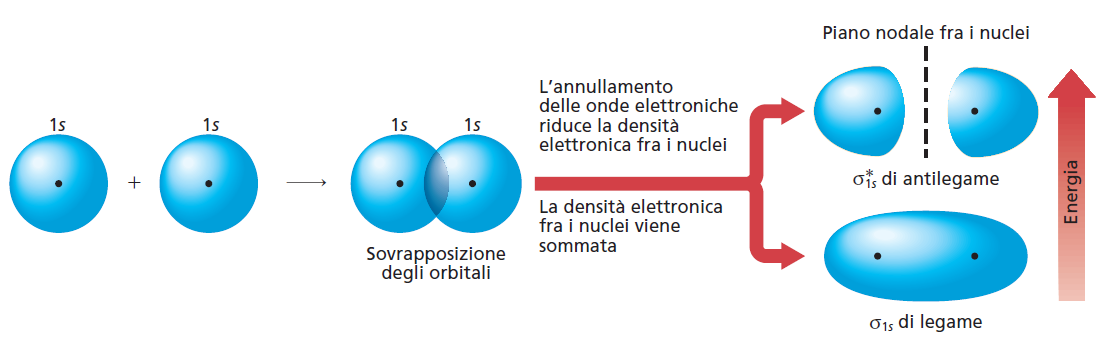 1s
1s
+
1s
1s
Sovrapposizione
degli orbitali
L’annullamento
delle onde elettroniche
riduce la densità
elettronica fra i nuclei
La densità elettronica
fra i nuclei viene
sommata
Piano nodale fra i nuclei
σ*1s di antilegame
σ1s di legame
Energia